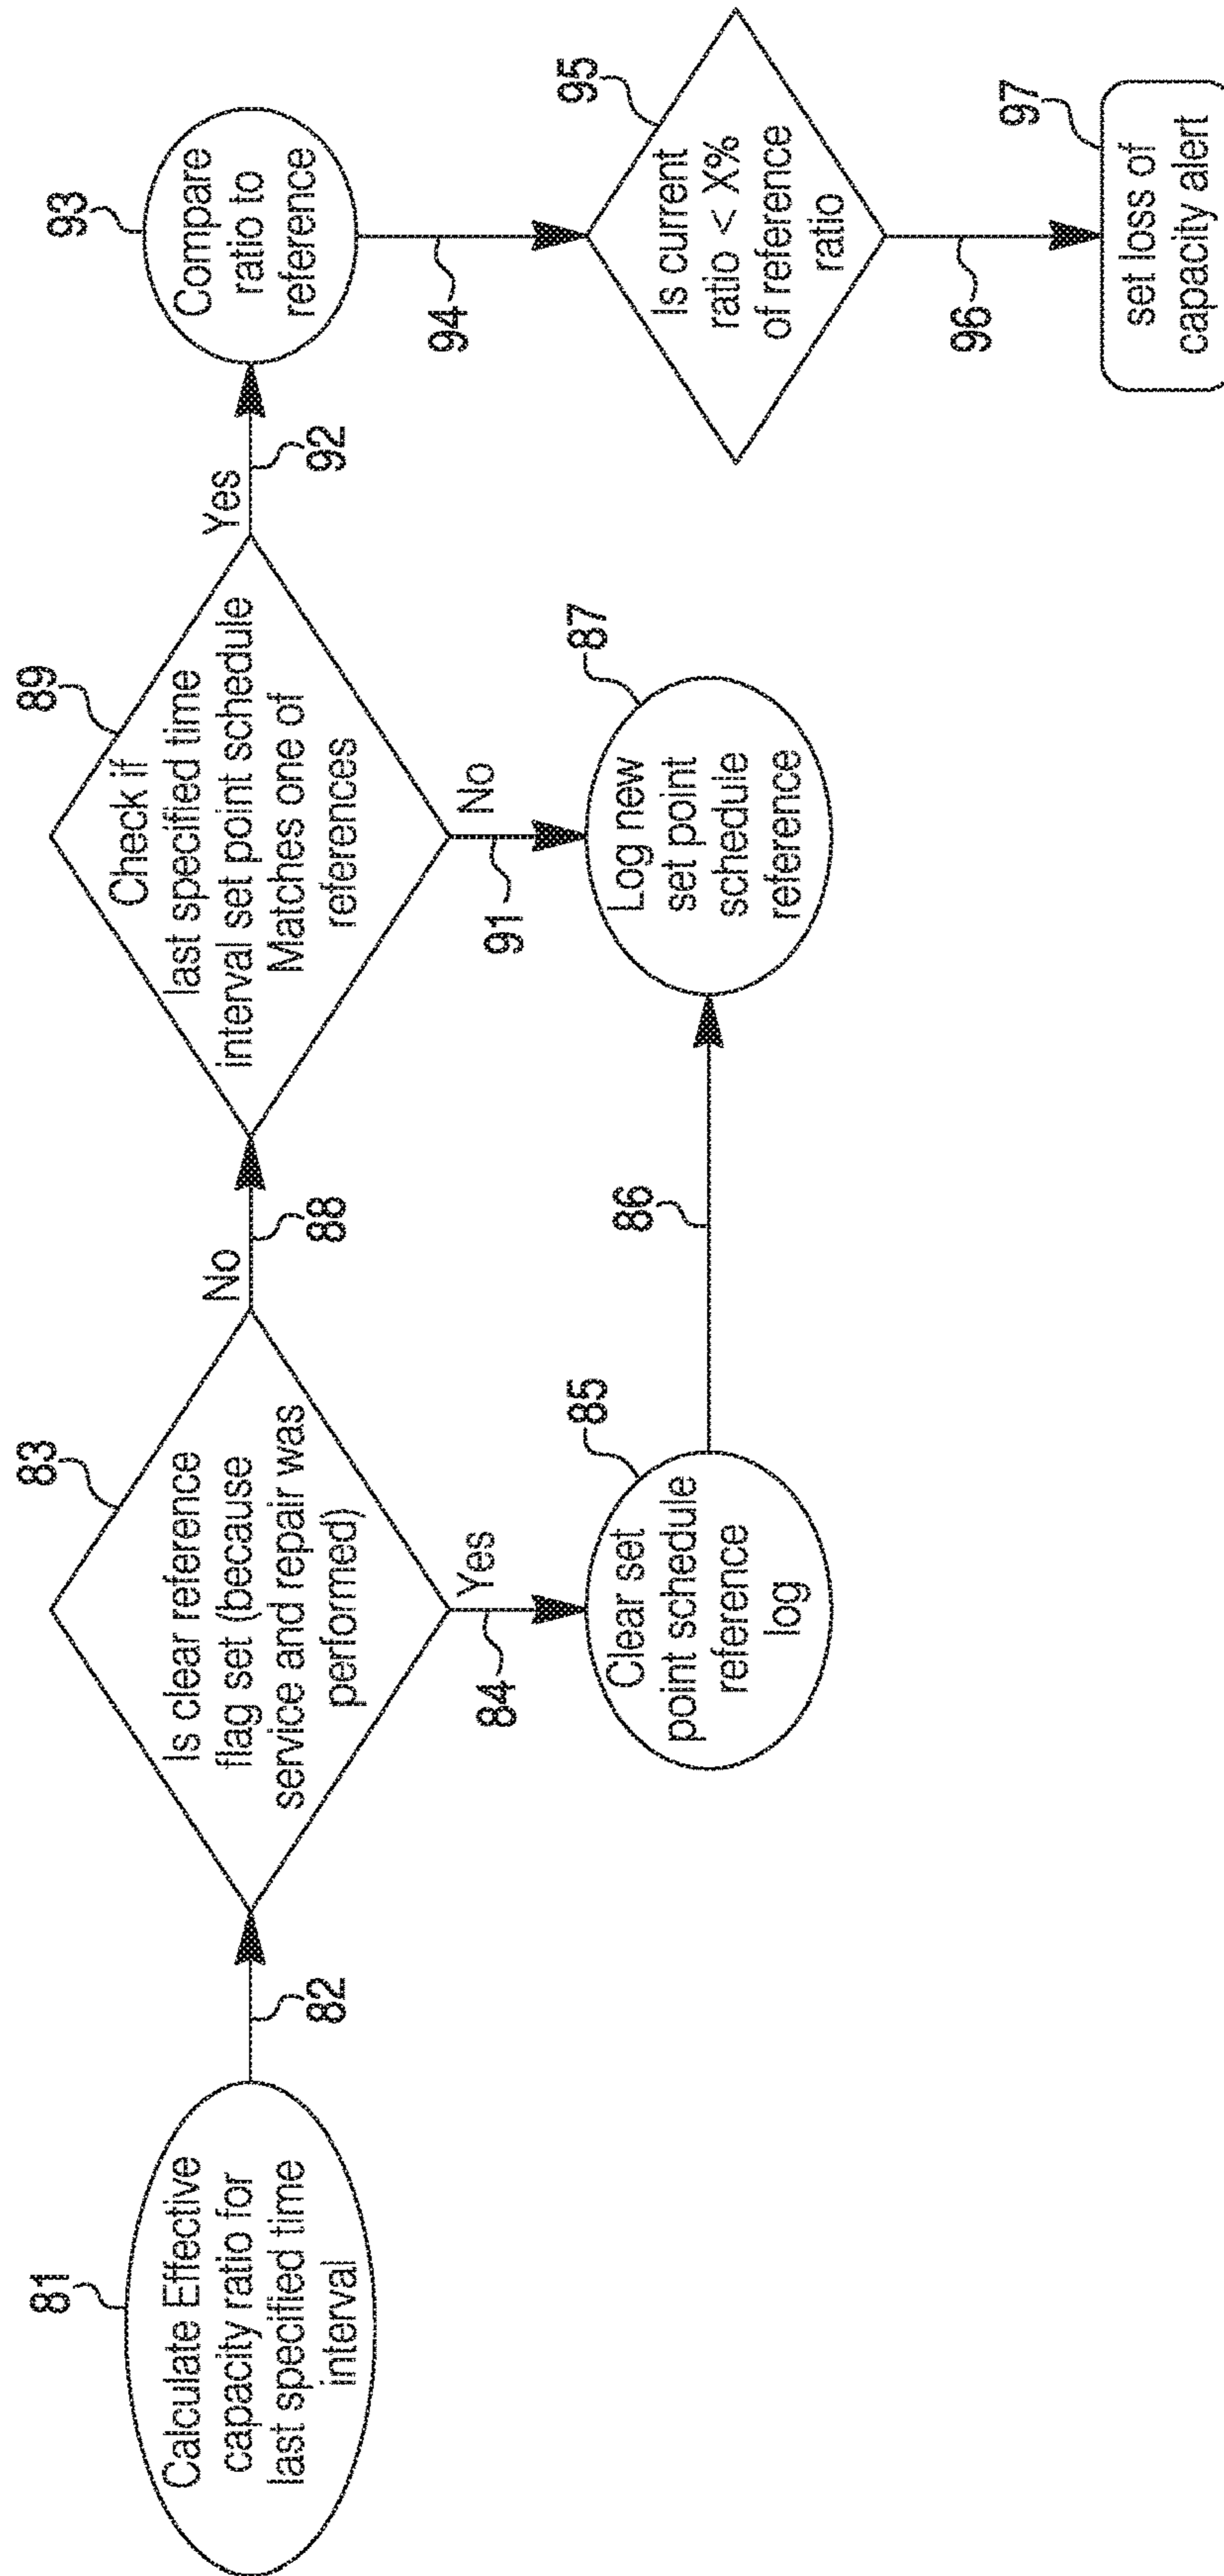 81
Calculate Effective
capacity ratio for
last specified time
interval
82
83
Is clear reference
flag set (because
service and repair was
performed)
No
88
Yes
84
85
Clear set
point schedule
reference
log
86
89
Check if
last specified time
interval set point schedule
Matches one of
references
Yes
92
No
91
87
Log new
set point
schedule
reference
93
Compare
ratio to
reference
94
95
Is current
ratio < X%
of reference
ratio
96
97
set loss of
capacity alert